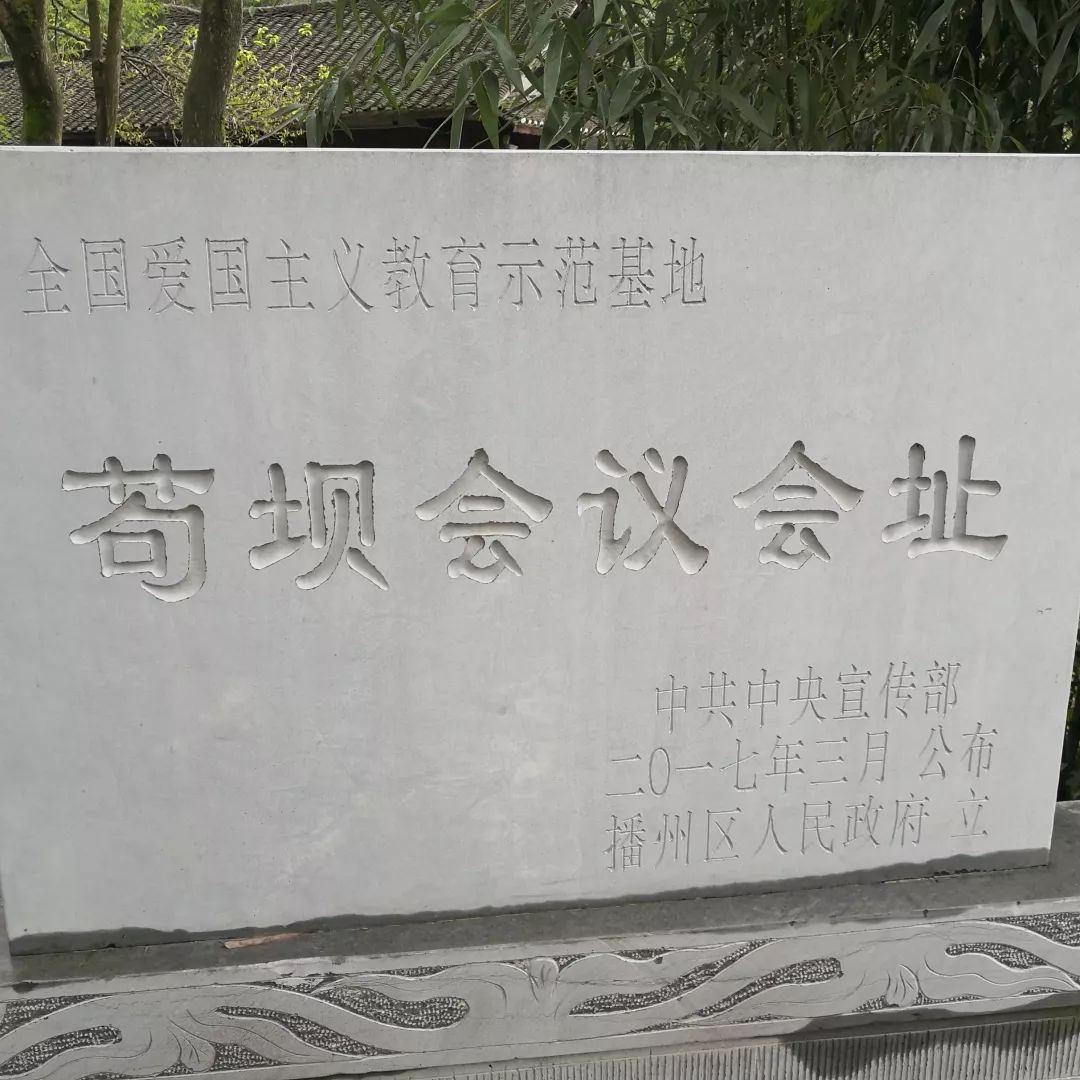 全国爱国主义教育示范基地
苟坝会议会址
中共中央宣传部
二〇一七年三月 公布
播州区人民政府 立